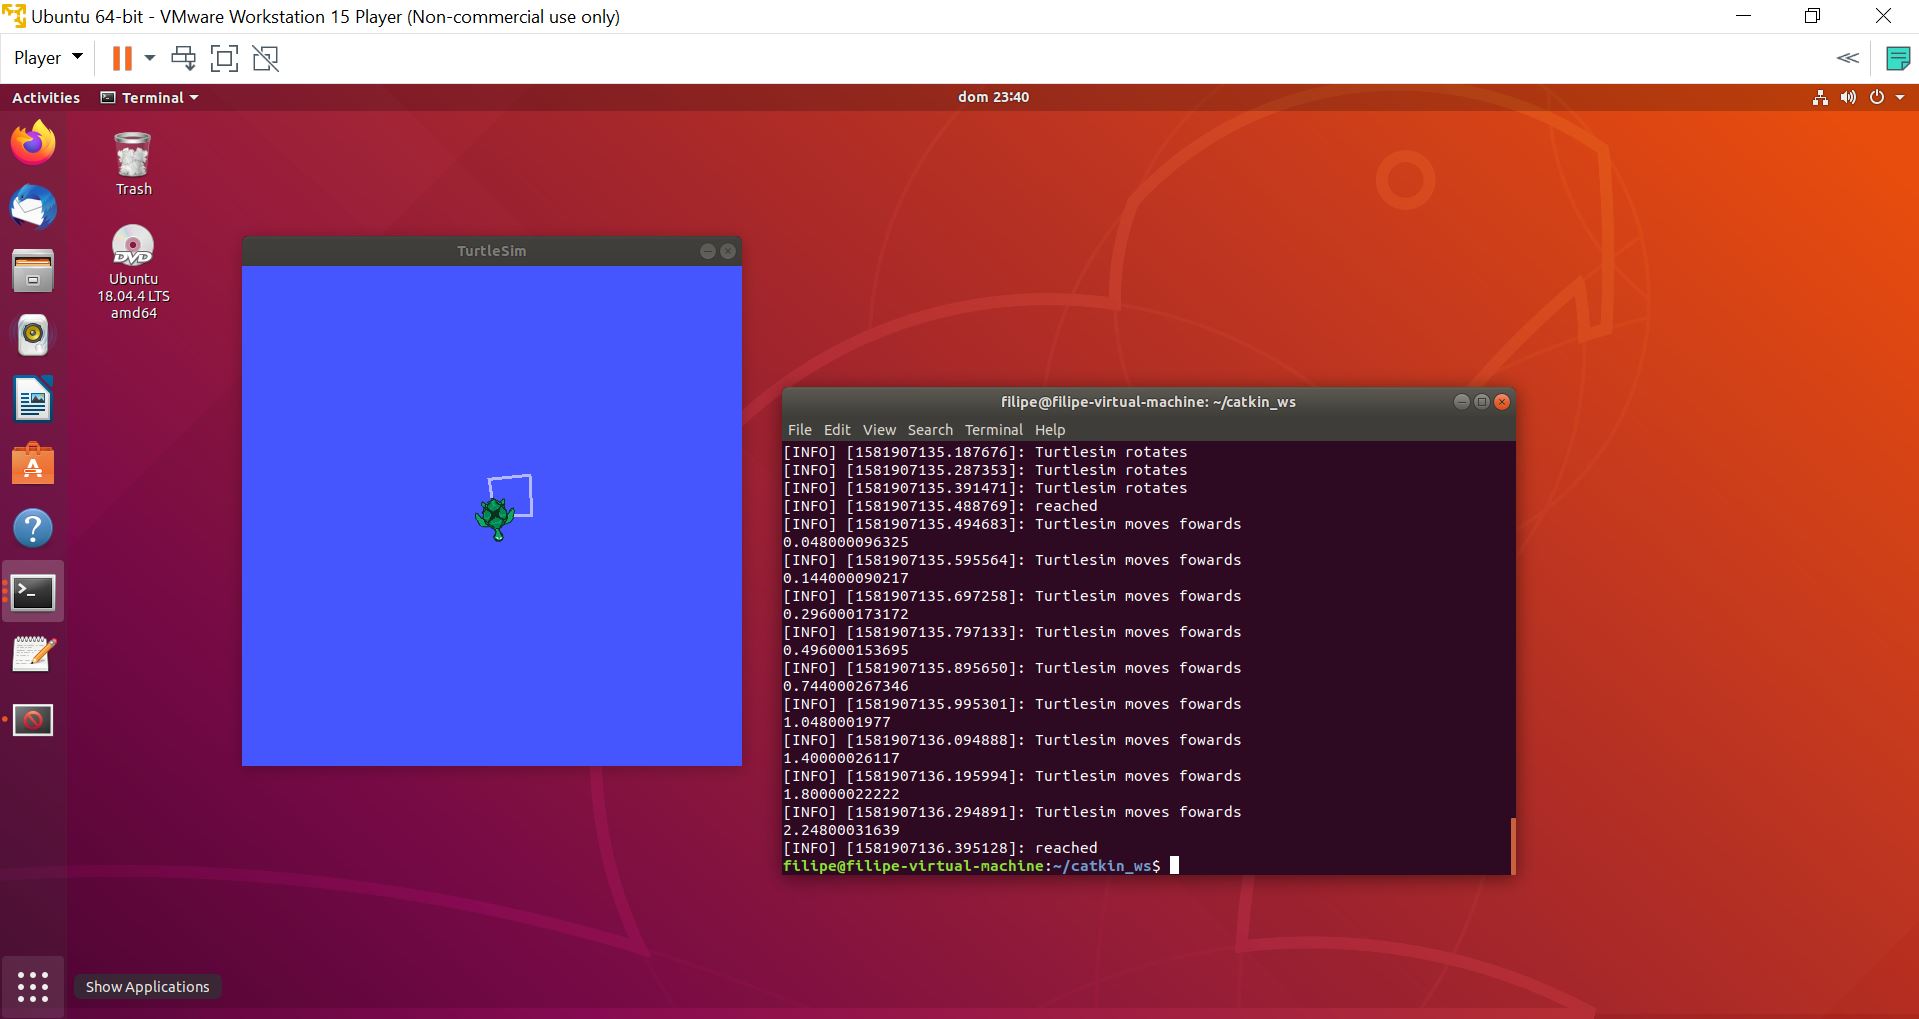 Ubuntu 64-bit - VMware Workstation 15 Player (Non-commercial use only)
Player
Activities
Terminal
dom 23:40
Trash
DVD
Ubuntu
18.04.4 LTS
amd64
TurtleSim
filipe@filipe-virtual-machine: ~/catkin_ws
File Edit View Search Terminal Help
[INFO] [1581907135.187676]: Turtlesim rotates
[INFO] [1581907135.287353]: Turtlesim rotates
[INFO] [1581907135.391471]: Turtlesim rotates
[INFO] [1581907135.488769]: reached
[INFO] [1581907135.494683]: Turtlesim moves fowards
0.048000096325
[INFO] [1581907135.595564]: Turtlesim moves fowards
0.144000090217
[INFO] [1581907135.697258]: Turtlesim moves fowards
0.296000173172
[INFO] [1581907135.797133]: Turtlesim moves fowards
0.496000153695
[INFO] [1581907135.895650]: Turtlesim moves fowards
0.744000267346
[INFO] [1581907135.995301]: Turtlesim moves fowards
1.0480001977
[INFO] [1581907136.094888]: Turtlesim moves fowards
1.40000026117
[INFO] [1581907136.195994]: Turtlesim moves fowards
1.80000022222
[INFO] [1581907136.294891]: Turtlesim moves fowards
2.24800031639
[INFO] [1581907136.395128]: reached
filipe@filipe-virtual-machine:~/catkin_ws$
Show Applications